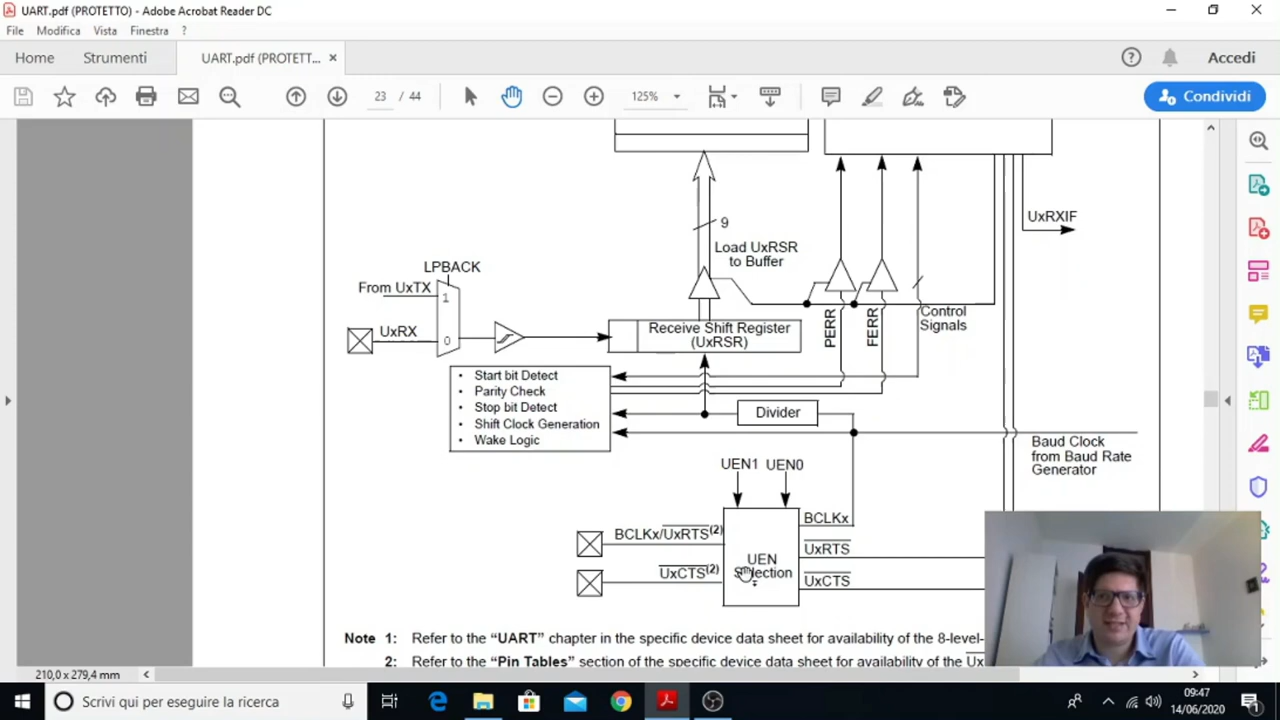 UART.pdf (PROTETTO) - Adobe Acrobat Reader DC
File Modifica Vista Finestra ?
Home Strumenti UART.pdf (PROTETT... × Accedi
23 / 44 125% Condividi
UxRXIF
9
Load UxRSR
to Buffer
LPBACK
From UxTX
1
UxRX
0
Receive Shift Register
(UxRSR)
PERR
FERR
Control
Signals
• Start bit Detect
• Parity Check
• Stop bit Detect
• Shift Clock Generation
• Wake Logic
Divider
Baud Clock
from Baud Rate
Generator
UEN1 UEN0
BCLKx/UxRTS(2)
UxCTS(2)
UEN
Selection
BCLKx
UxRTS
UxCTS
Note 1: Refer to the “UART” chapter in the specific device data sheet for availability of the 8-level-
2: Refer to the “Pin Tables” section of the specific device data sheet for availability of the Ux
210,0 x 279,4 mm
Scrivi qui per eseguire la ricerca
09:47
14/06/2020
1